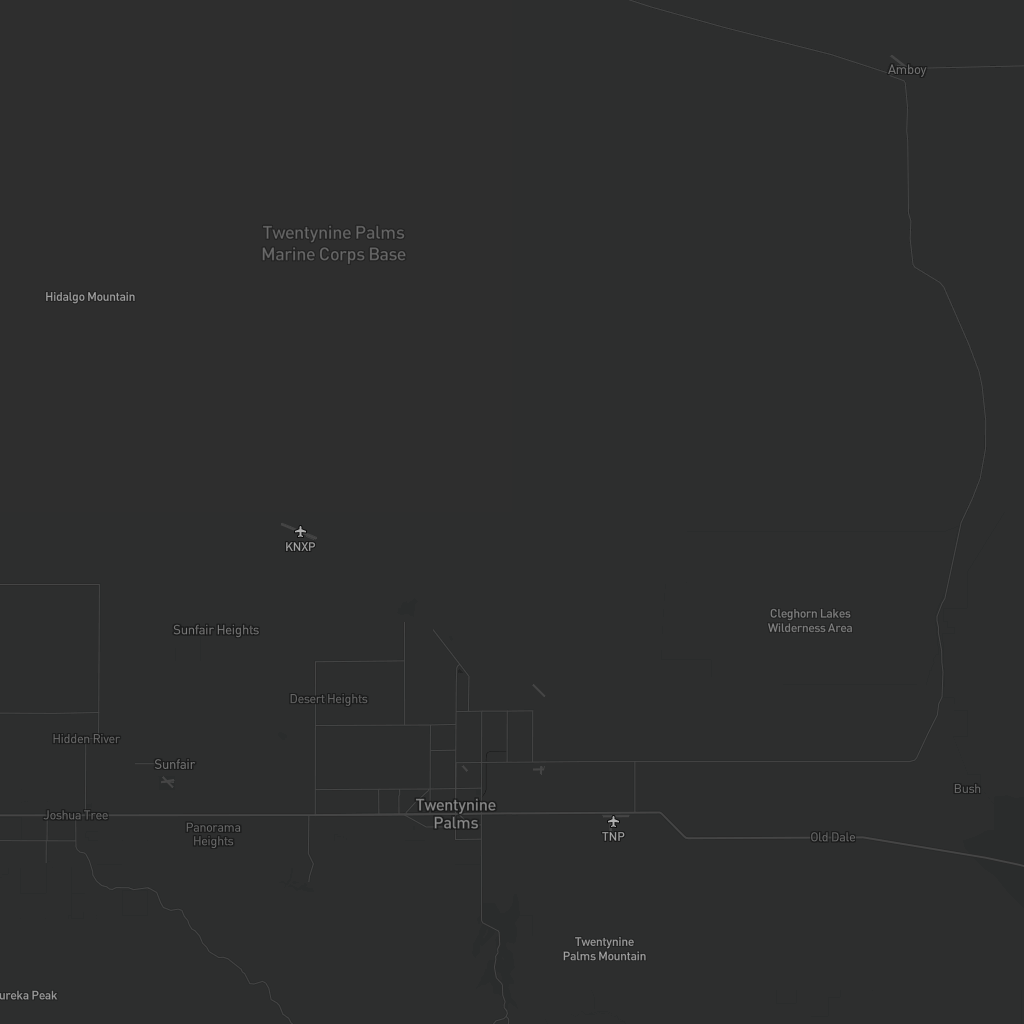 Amboy
Twentynine Palms
Marine Corps Base
Hidalgo Mountain
KNXP
Cleghorn Lakes
Wilderness Area
Sunfair Heights
Desert Heights
Hidden River
Sunfair
Bush
Twentynine
Palms
Joshua Tree
Panorama
Heights
TNP
Old Dale
Twentynine
Palms Mountain
ureka Peak